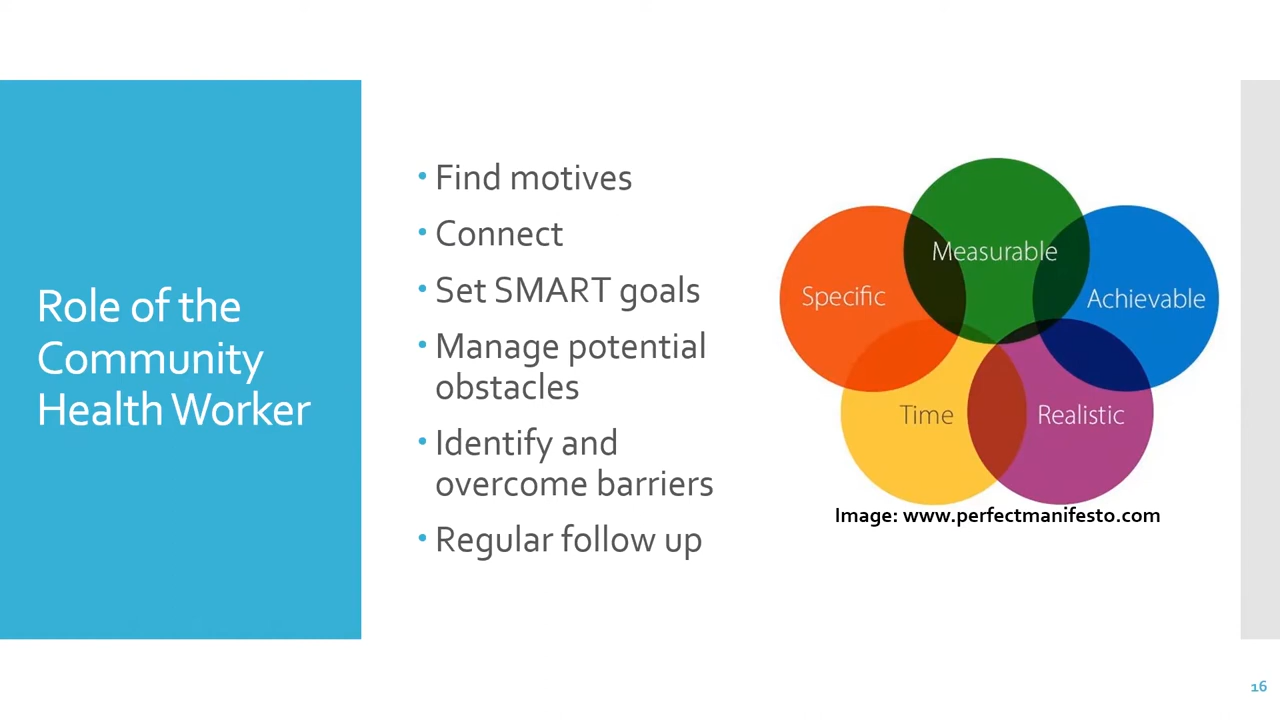 Role of the
Community
Health Worker
• Find motives
• Connect
• Set SMART goals
• Manage potential
obstacles
• Identify and
overcome barriers
• Regular follow up
Measurable
Specific
Achievable
Time
Realistic
Image: www.perfectmanifesto.com
16